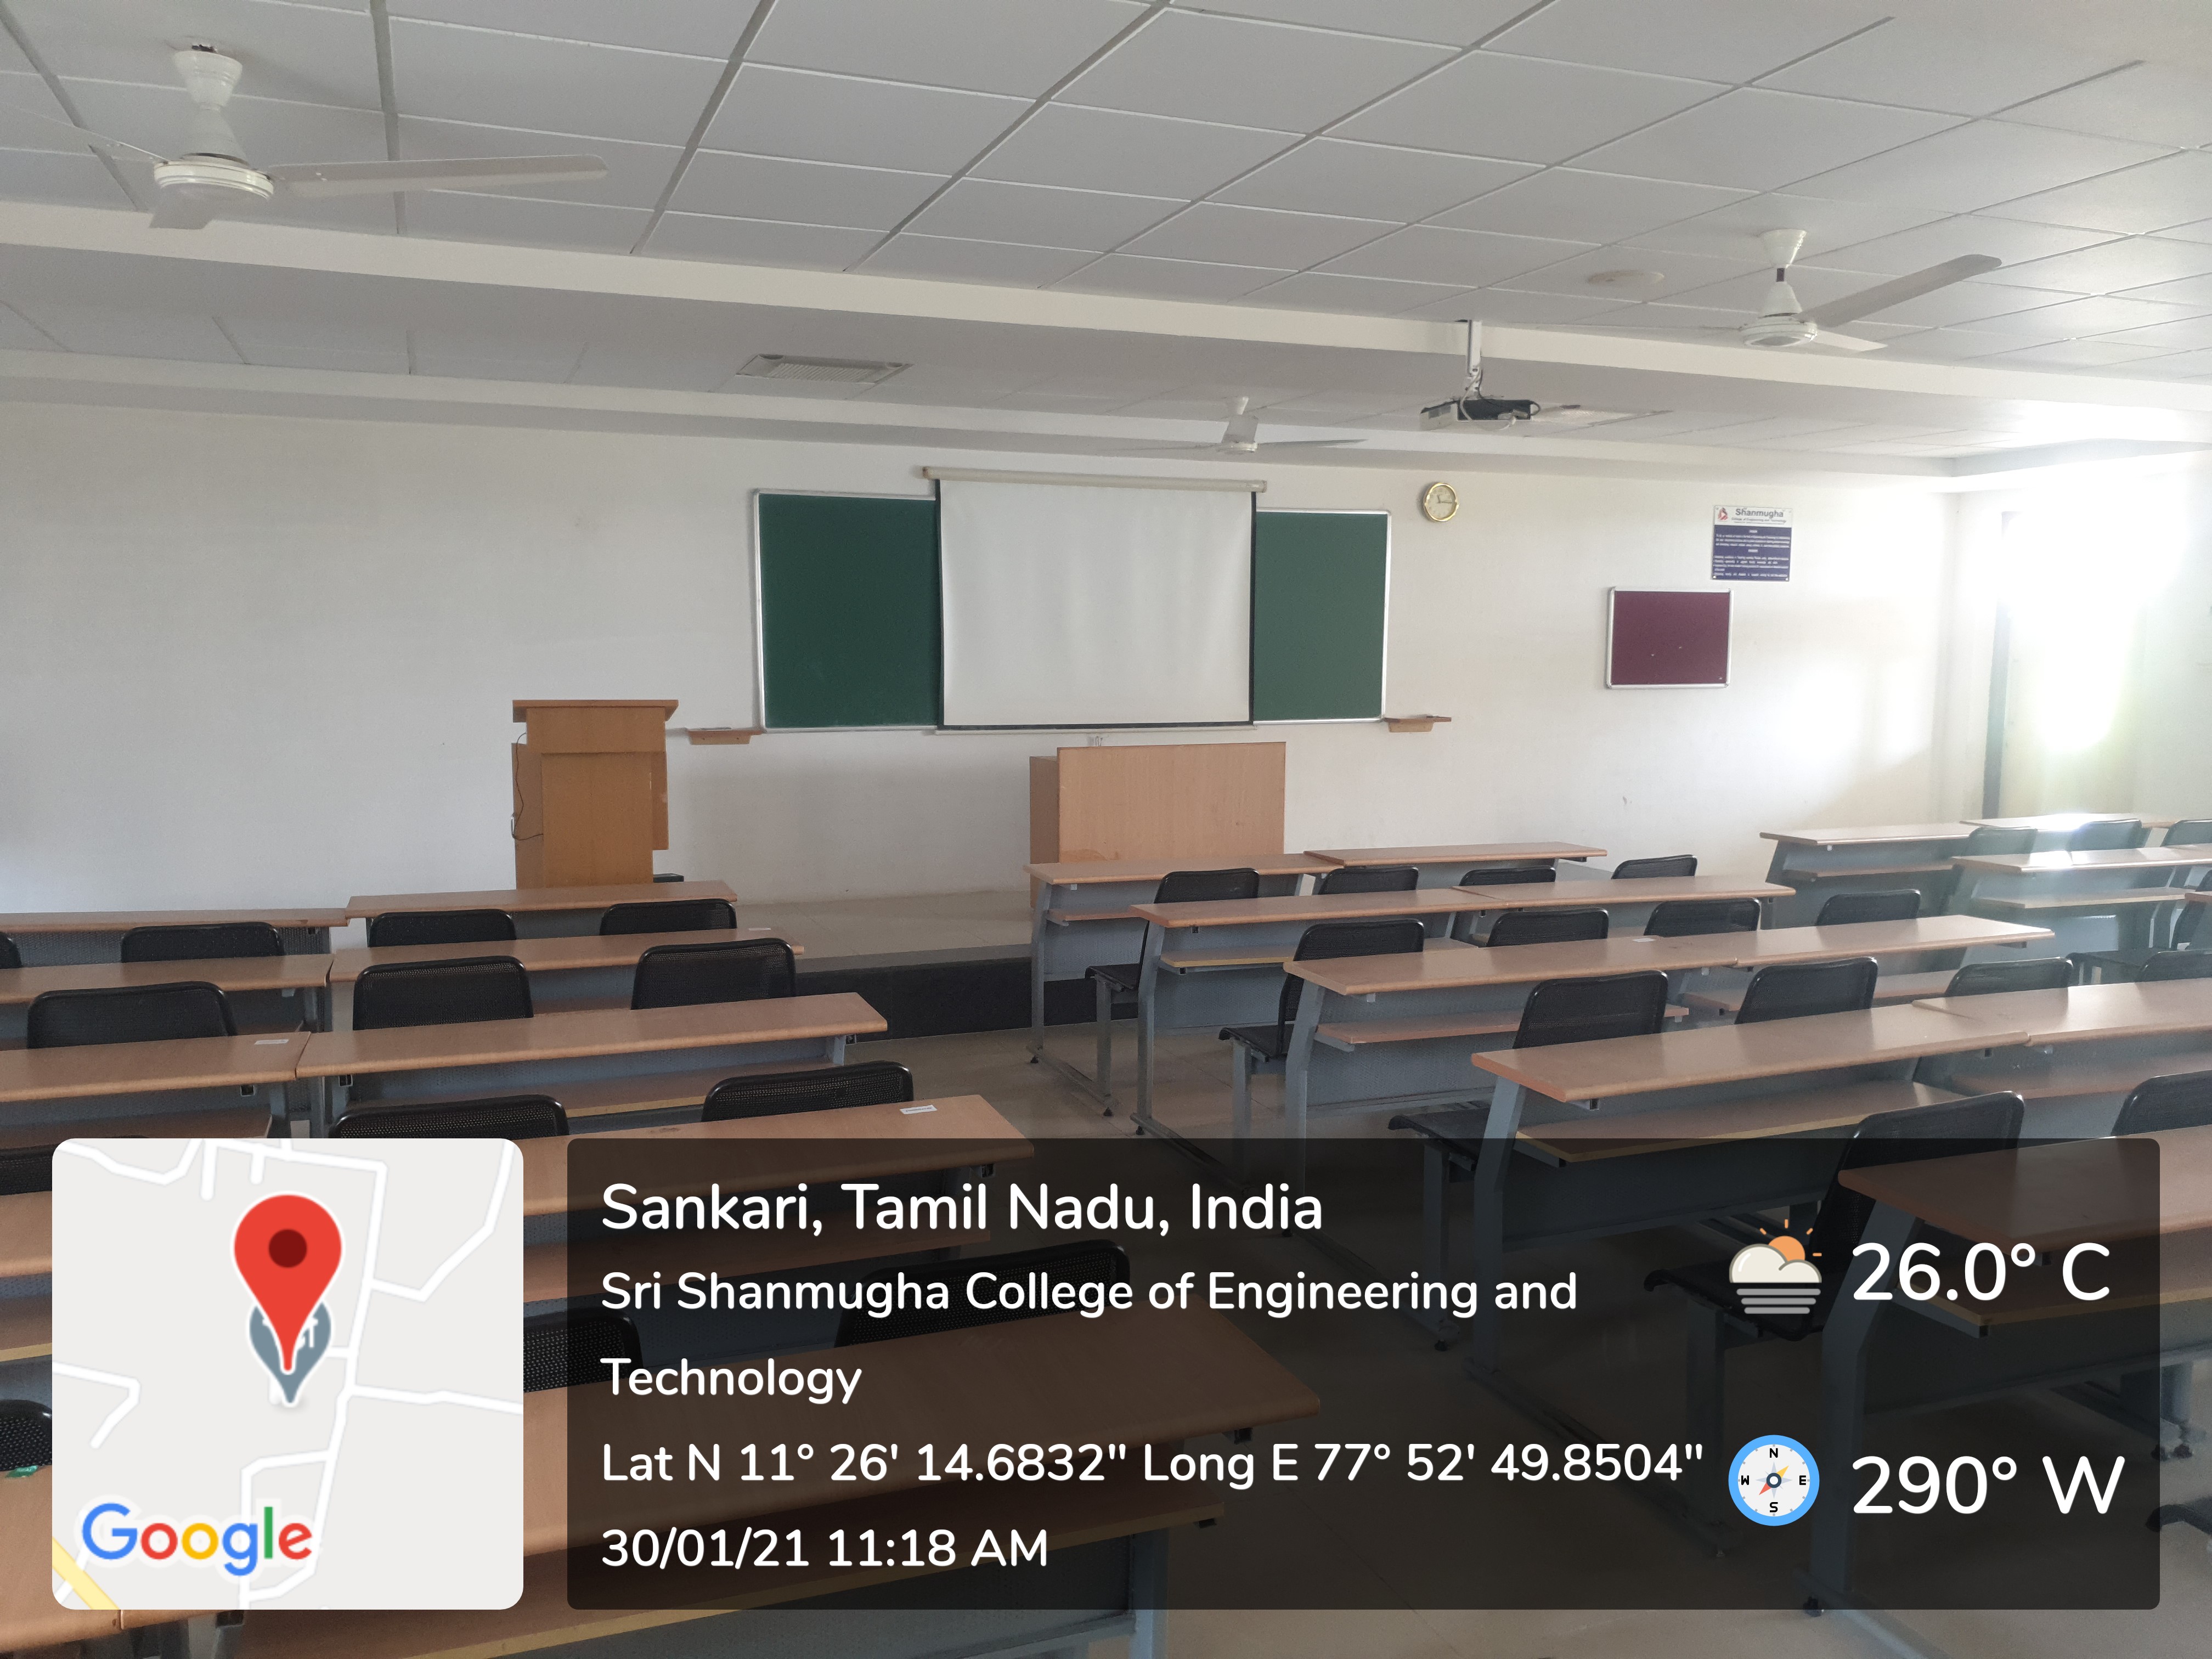 Shanmugha
Sankari, Tamil Nadu, India
Sri Shanmugha College of Engineering and
Technology
Lat N 11° 26' 14.6832" Long E 77° 52' 49.8504"
30/01/21 11:18 AM
26.0° C
N
W E
S
290° W
Google